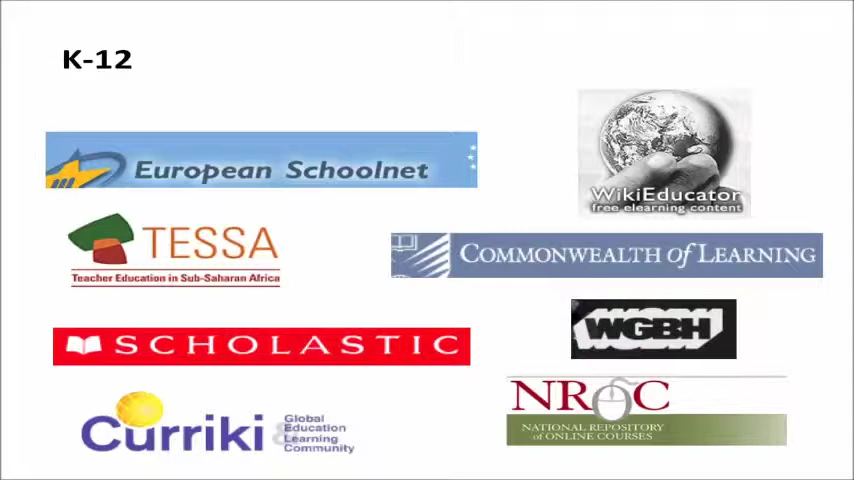 K-12
European Schoolnet
WikiEducator
free elearning content
TESSA
Teacher Education in Sub-Saharan Africa
COMMONWEALTH of LEARNING
SCHOLASTIC
WGBH
NROC
NATIONAL REPOSITORY
of ONLINE COURSES
Curriki
&
Global
Education
Learning
Community